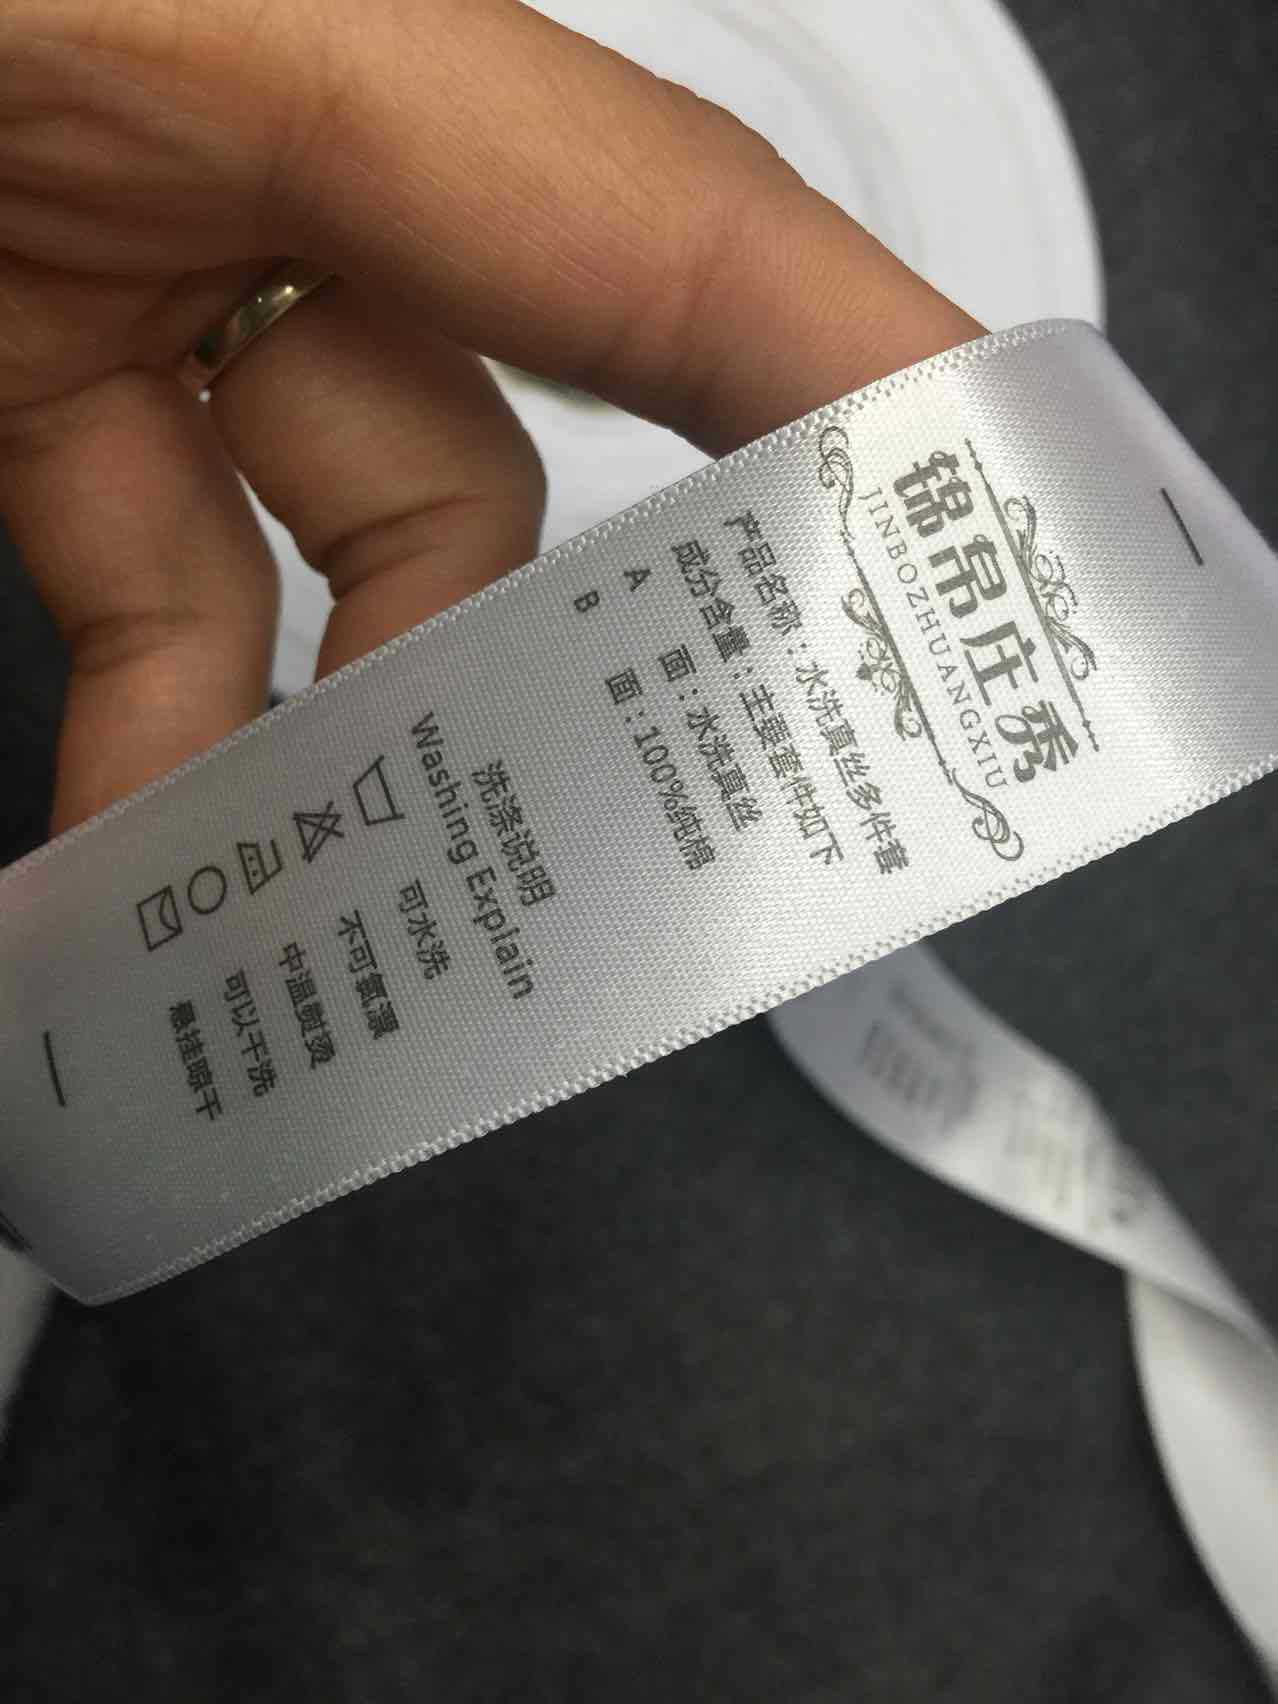 锦帛庄秀
JINBOZHUANGXIU
产品名称：水洗真丝多件套
成分含量：主要套件如下
A 面：水洗真丝
B 面：100%纯棉
洗涤说明
Washing Explain
可水洗
不可氯漂
中温熨烫
可以干洗
悬挂晾干